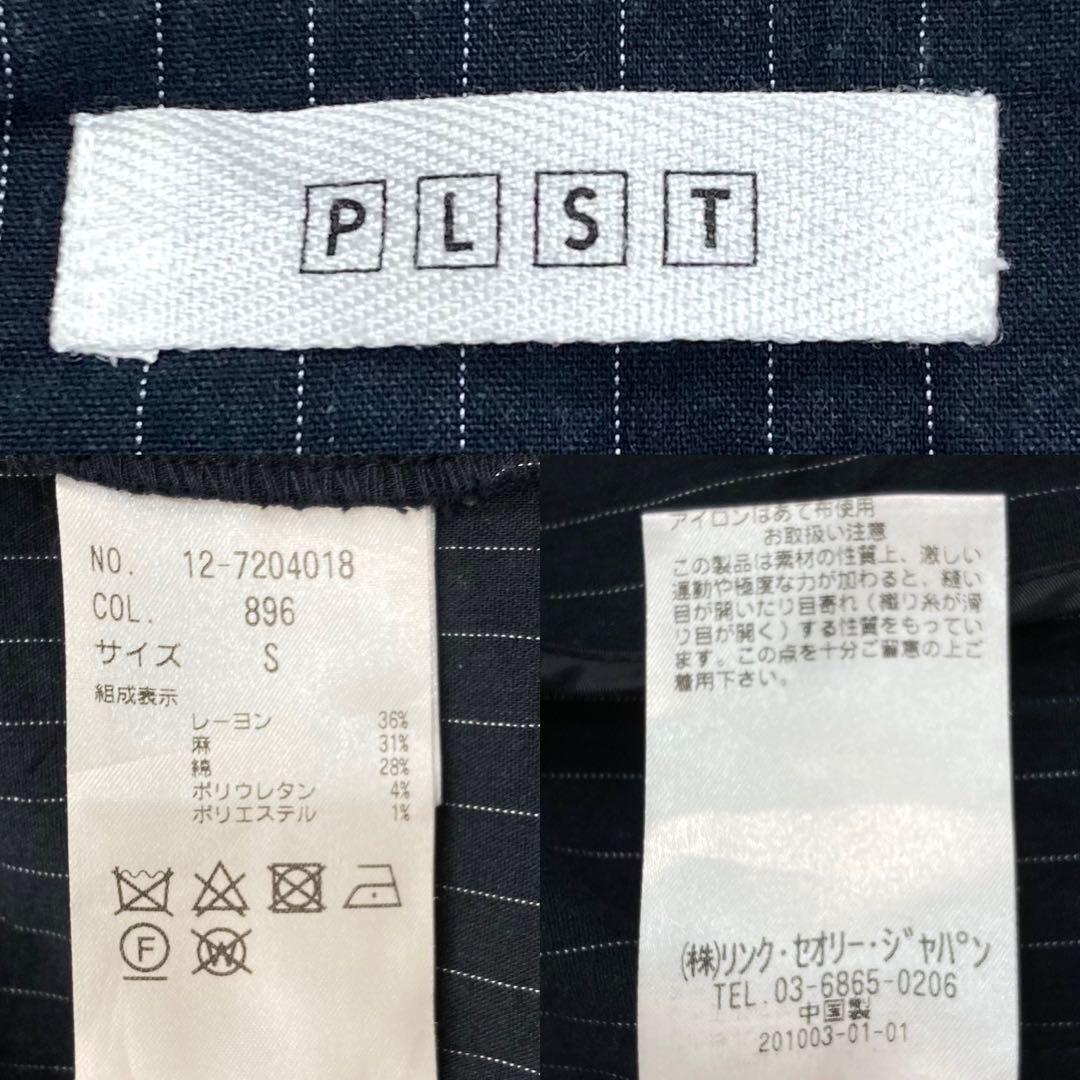 PLST
NO. 12-7204018
COL. 896
サイズ S
組成表示
レーヨン 36%
麻 31%
綿 28%
ポリウレタン 4%
ポリエステル 1%
F
W
アイロンはあて布使用
お取扱い注意
この製品は素材の性質上、激しい
運動や極度な力が加わると、縫い
目が開いたり目寄れ(織り糸が滑
り目が開く)する性質をもってい
ます。この点を十分ご留意の上ご
着用下さい。
(株)リンク・セオリー・ジャパン
TEL.03-6865-0206
中国製
201003-01-01